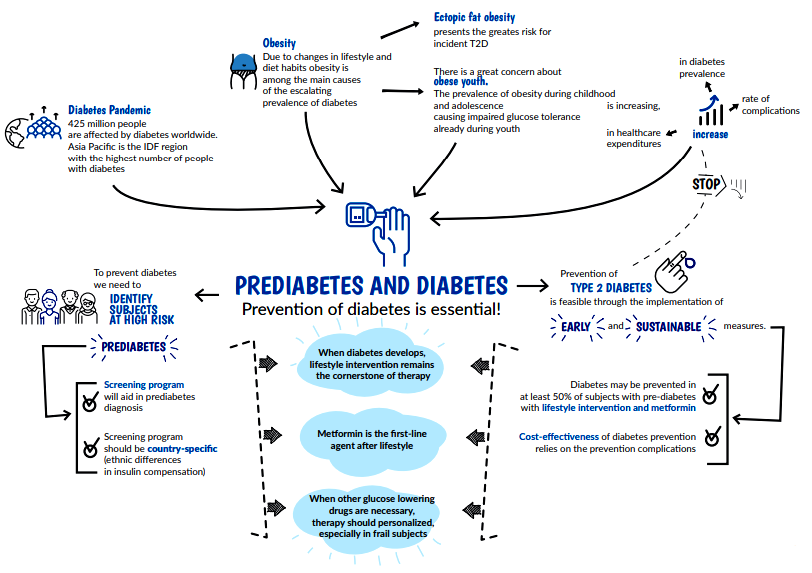 Ectopic fat obesity
presents the greates risk for
incident T2D
Obesity
Due to changes in lifestyle and
diet habits obesity is
among the main causes
of the escalating
prevalence of diabetes
There is a great concern about
obese youth.
The prevalence of obesity during childhood
and adolescence
causing impaired glucose tolerance
already during youth
is increasing,
in diabetes
prevalence
rate of
complications
increase
in healthcare
expenditures
STOP
Diabetes Pandemic
425 million people
are affected by diabetes worldwide.
Asia Pacific is the IDF region
with the highest number of people
with diabetes
PREDIABETES AND DIABETES
Prevention of diabetes is essential!
To prevent diabetes
we need to
IDENTIFY
SUBJECTS
AT HIGH RISK
PREDIABETES
Screening program
will aid in prediabetes
diagnosis
Screening program
should be country-specific
(ethnic differences
in insulin compensation)
When diabetes develops,
lifestyle intervention remains
the cornerstone of therapy
Metformin is the first-line
agent after lifestyle
When other glucose lowering
drugs are necessary,
therapy should personalized,
especially in frail subjects
Prevention of
TYPE 2 DIABETES
is feasible through the implementation of
EARLY and SUSTAINABLE measures.
Diabetes may be prevented in
at least 50% of subjects with pre-diabetes
with lifestyle intervention and metformin
Cost-effectiveness of diabetes prevention
relies on the prevention complications